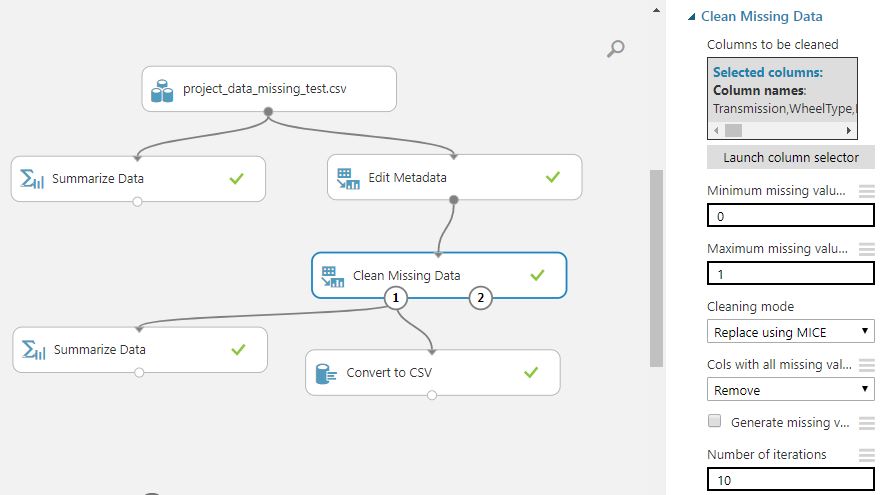 project_data_missing_test.csv
Summarize Data
Edit Metadata
Clean Missing Data
1
2
Summarize Data
Convert to CSV
Clean Missing Data
Columns to be cleaned
Selected columns:
Column names:
Transmission,WheelType,
Launch column selector
Minimum missing valu...
0
Maximum missing valu...
1
Cleaning mode
Replace using MICE
Cols with all missing val...
Remove
Generate missing v...
Number of iterations
10